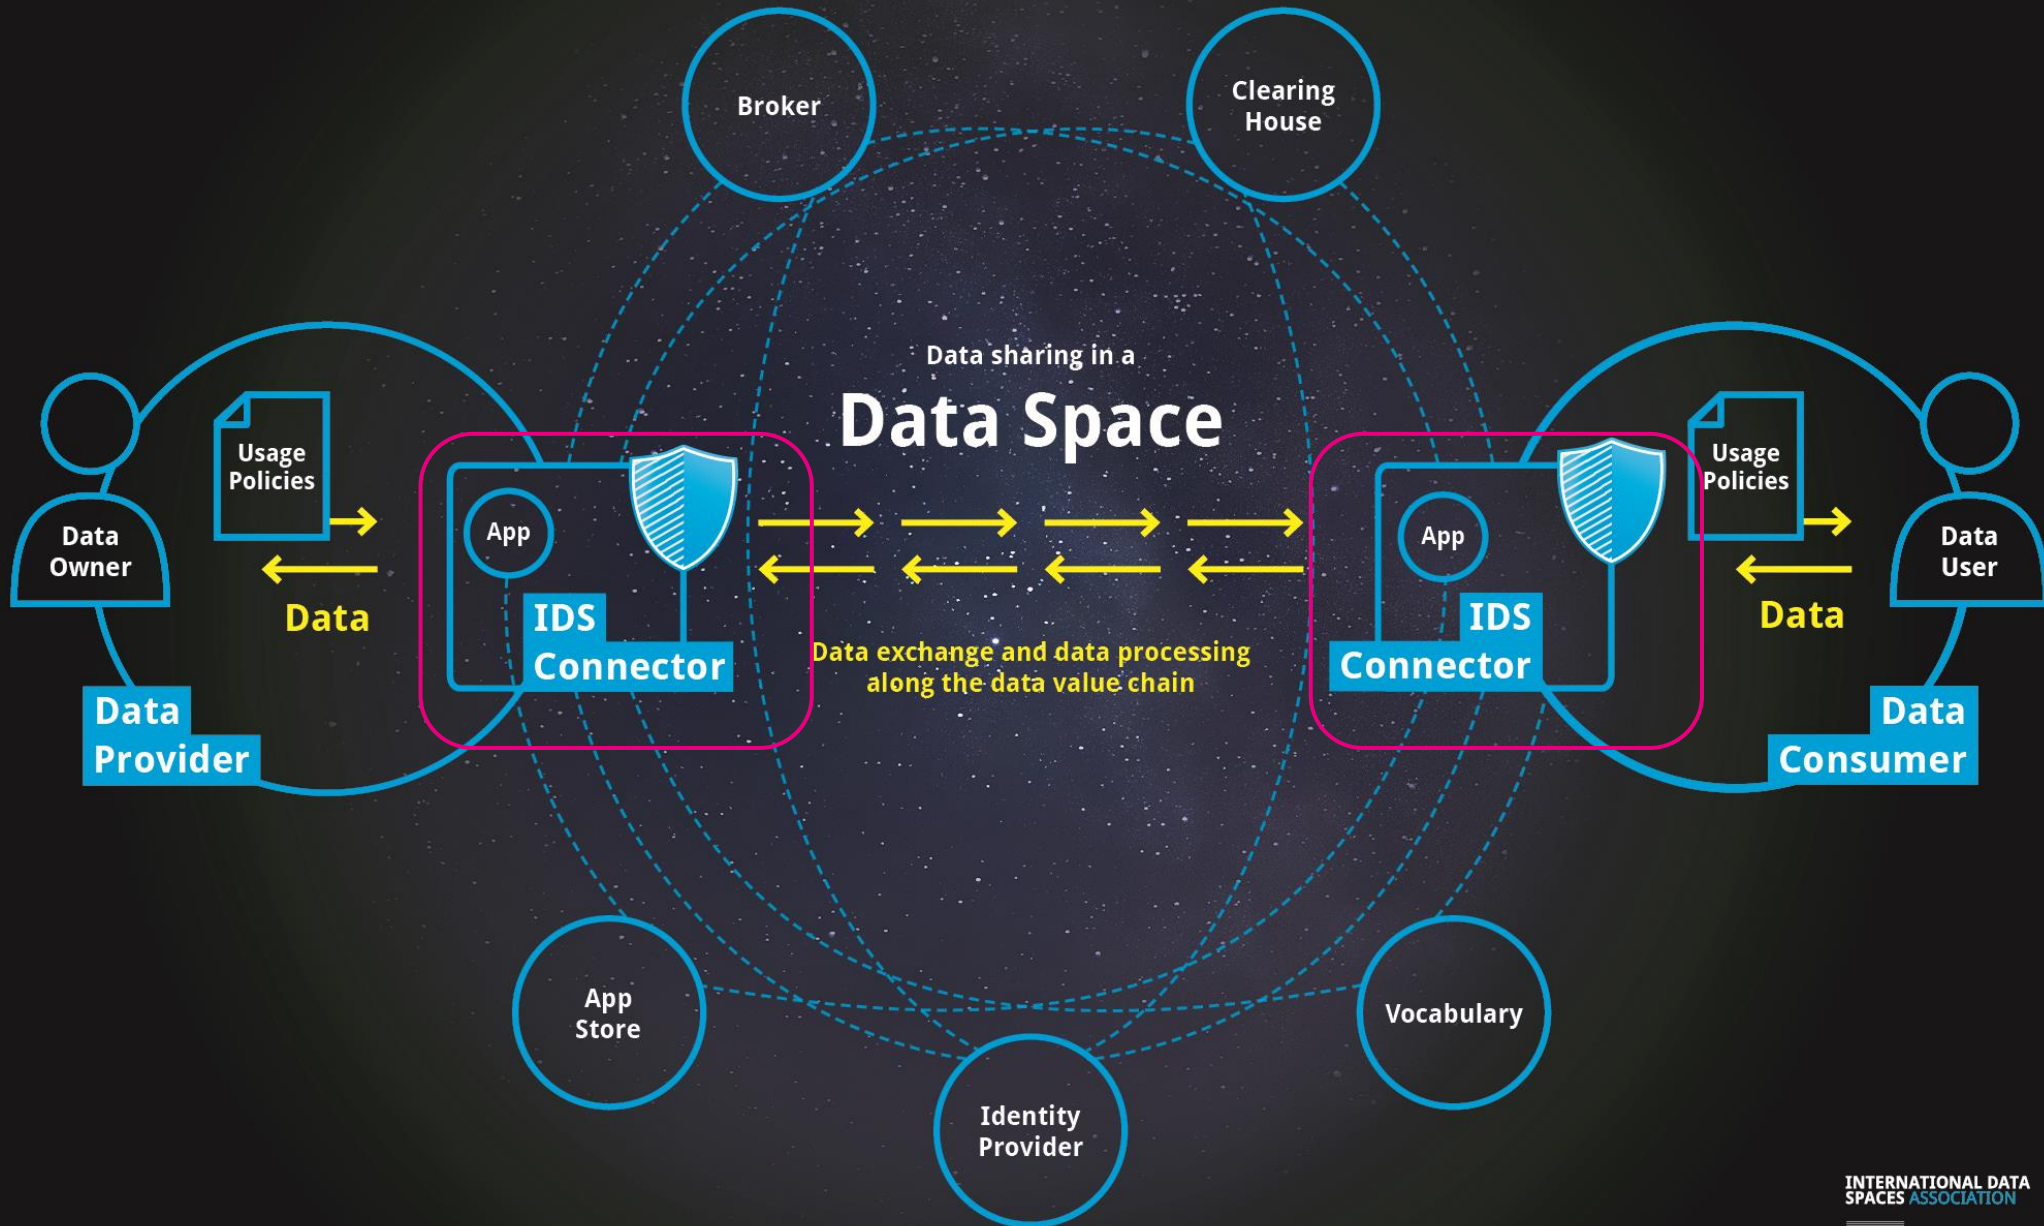 Broker
Clearing
House
Data sharing in a
Data Space
Usage
Policies
Data
Owner
Data
App
IDS
Connector
Data
Provider
Data exchange and data processing
along the data value chain
App
IDS
Connector
Usage
Policies
Data
User
Data
Data
Consumer
App
Store
Vocabulary
Identity
Provider
INTERNATIONAL DATA
SPACES ASSOCIATION